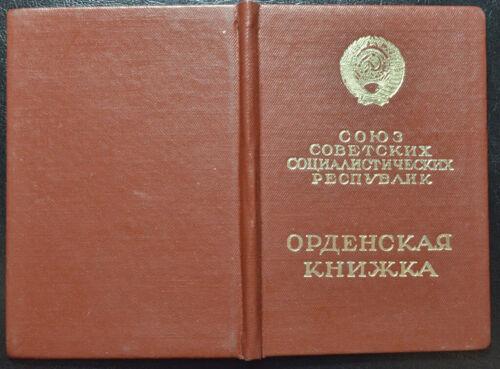 СОЮЗ
СОВЕТСКИХ
СОЦИАЛИСТИЧЕСКИХ
РЕСПУБЛИК
ОРДЕНСКАЯ
КНИЖКА